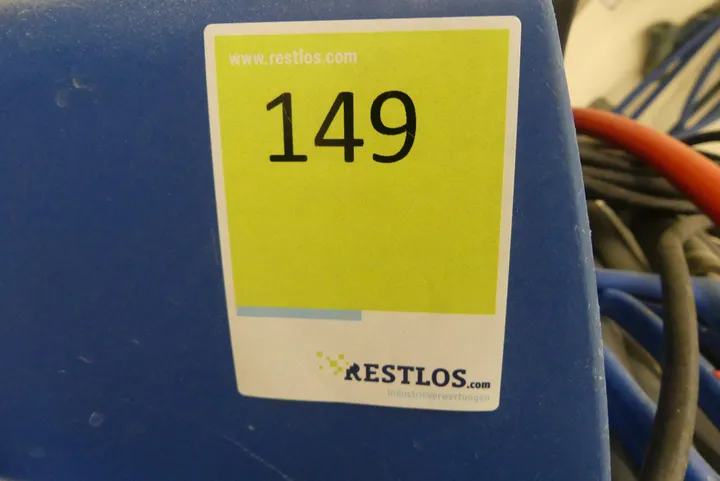 www.restlos.com
149
RESTLOS.com
Industrieverwertungen